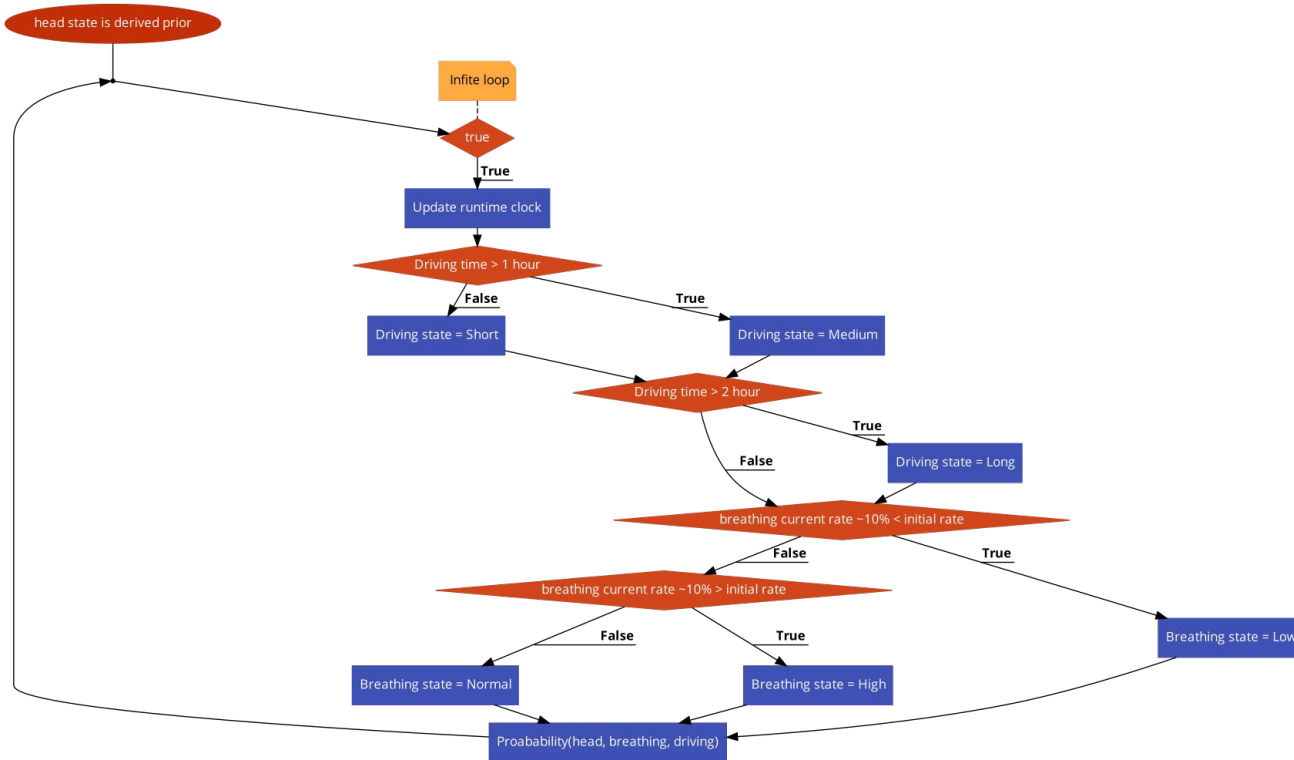 head state is derived prior
Infite loop
true
True
Update runtime clock
Driving time > 1 hour
False
True
Driving state = Short
Driving state = Medium
Driving time > 2 hour
True
False
Driving state = Long
breathing current rate ~10% < initial rate
False
True
breathing current rate ~10% > initial rate
False
True
Breathing state = Low
Breathing state = Normal
Breathing state = High
Proabability(head, breathing, driving)